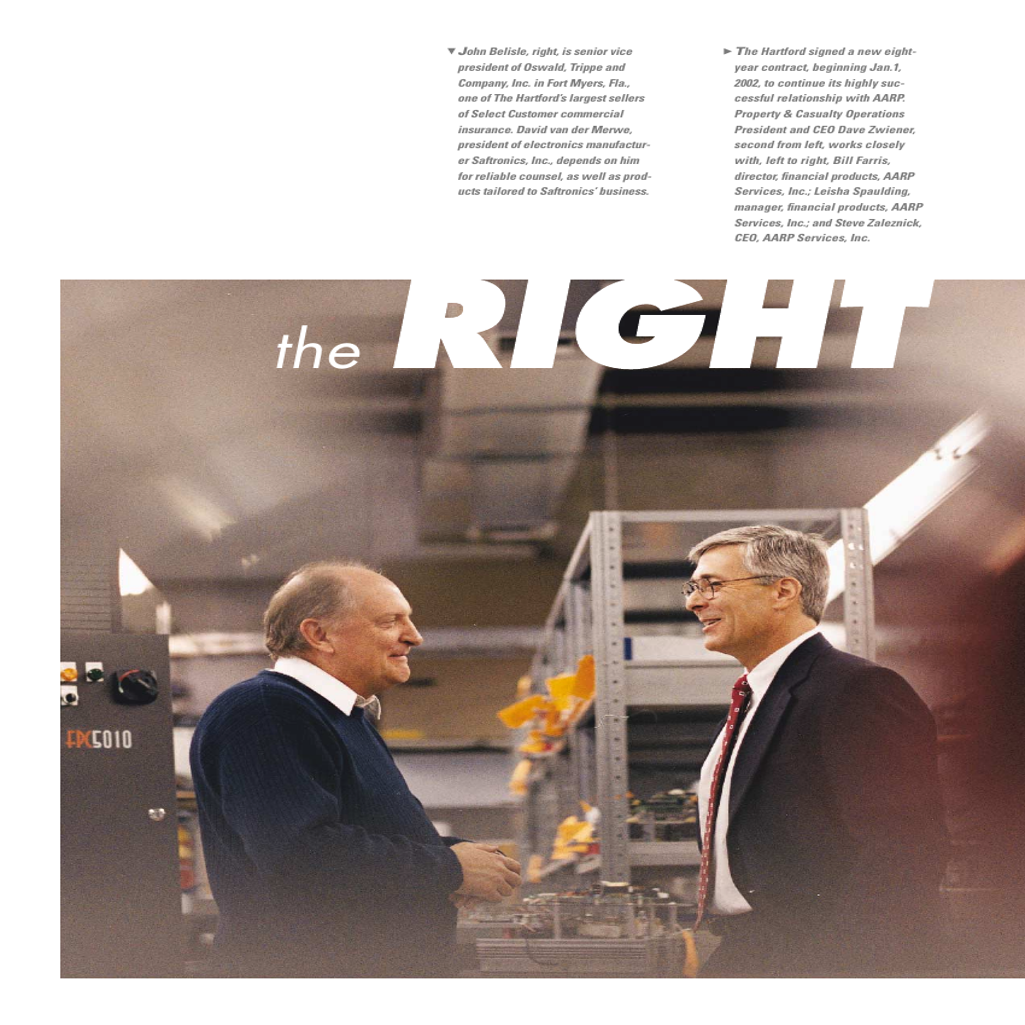 ▼ John Belisle, right, is senior vice
president of Oswald, Trippe and
Company, Inc. in Fort Myers, Fla.,
one of The Hartford's largest sellers
of Select Customer commercial
insurance. David van der Merwe,
president of electronics manufactur-
er Saftronics, Inc., depends on him
for reliable counsel, as well as prod-
ucts tailored to Saftronics' business.
► The Hartford signed a new eight-
year contract, beginning Jan.1,
2002, to continue its highly suc-
cessful relationship with AARP.
Property & Casualty Operations
President and CEO Dave Zwiener,
second from left, works closely
with, left to right, Bill Farris,
director, financial products, AARP
Services, Inc.; Leisha Spaulding,
manager, financial products, AARP
Services, Inc.; and Steve Zaleznick,
CEO, AARP Services, Inc.
the RIGHT
EPC5010